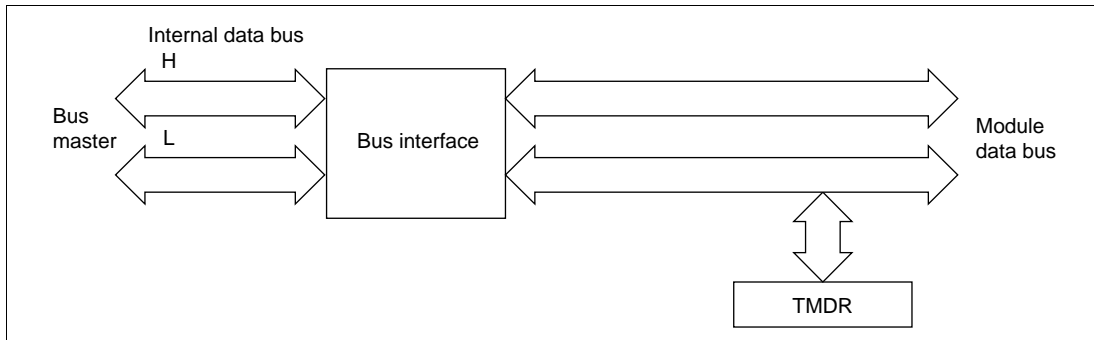 Internal data bus
H
Bus
master
L
Bus interface
Module
data bus
TMDR